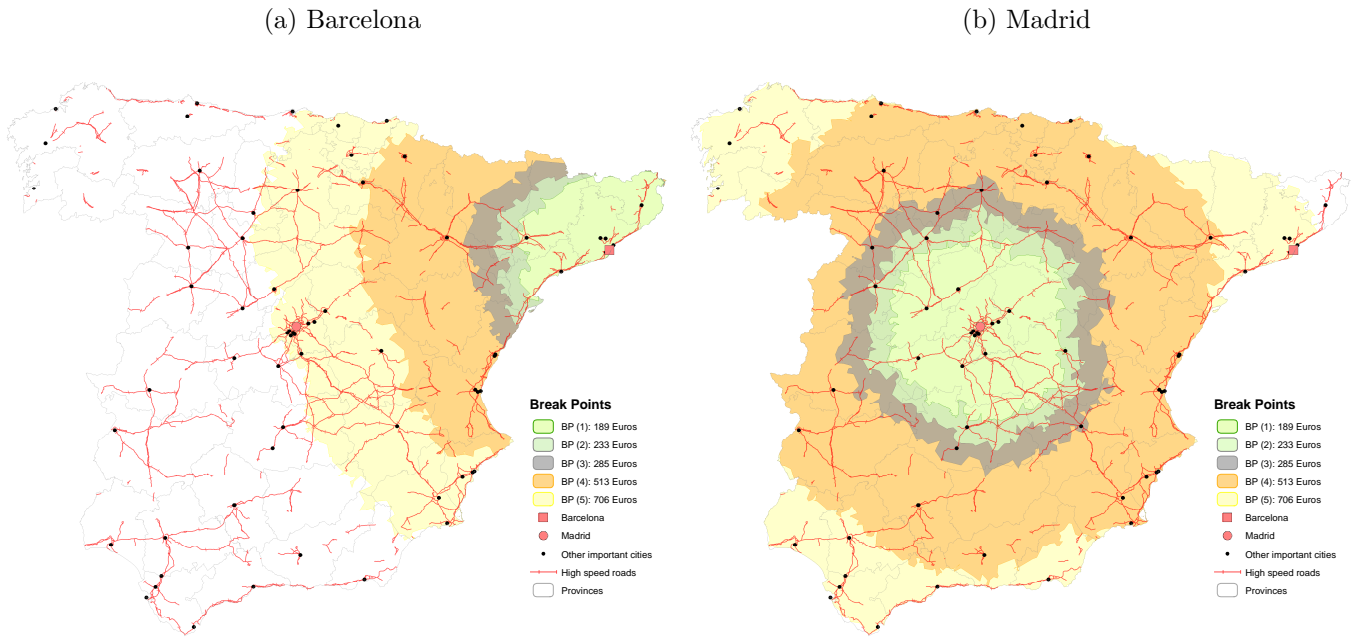 (a) Barcelona
(b) Madrid
Break Points
BP (1): 189 Euros
BP (2): 233 Euros
BP (3): 285 Euros
BP (4): 513 Euros
BP (5): 706 Euros
Barcelona
Madrid
Other important cities
High speed roads
Provinces
Break Points
BP (1): 189 Euros
BP (2): 233 Euros
BP (3): 285 Euros
BP (4): 513 Euros
BP (5): 706 Euros
Barcelona
Madrid
Other important cities
High speed roads
Provinces